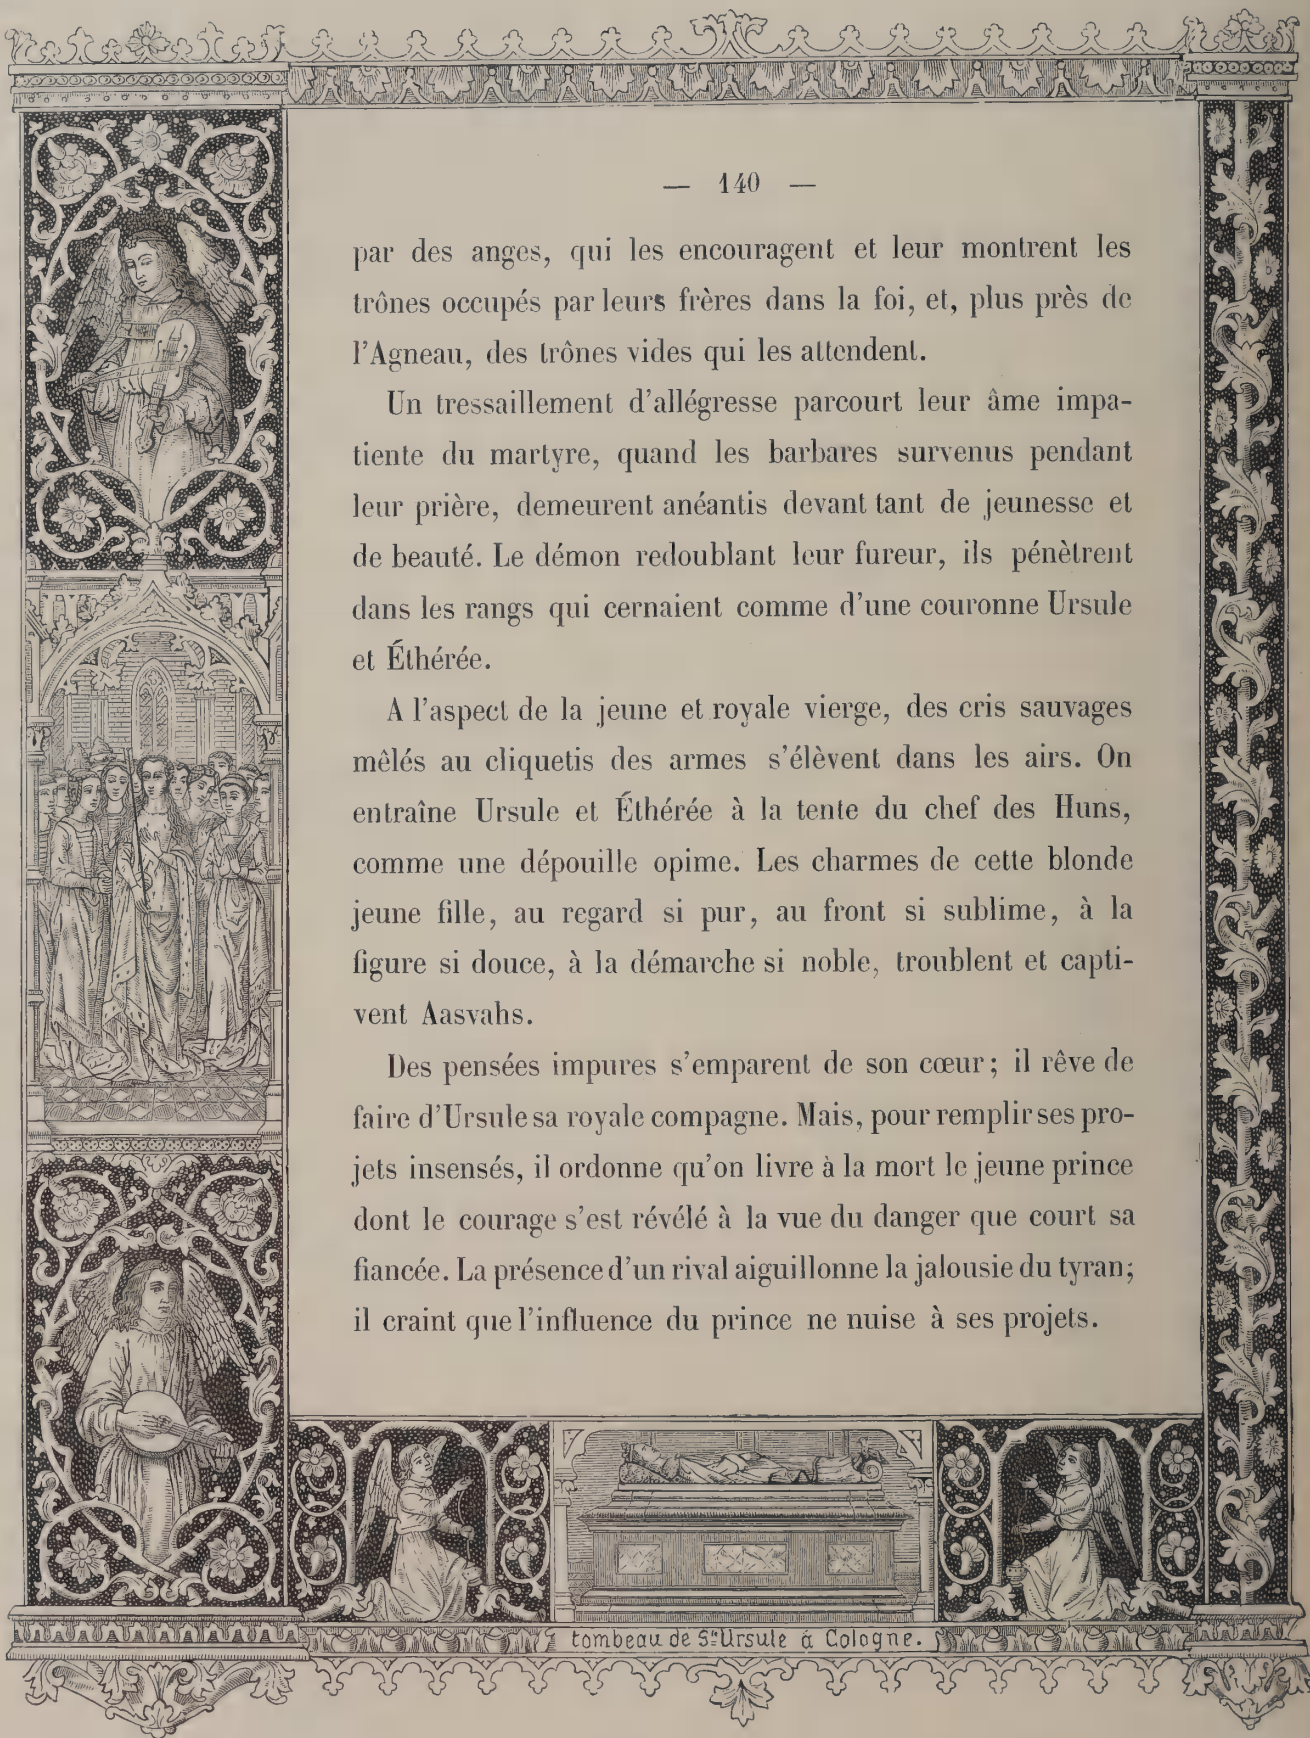 — 140 —
par des anges, qui les encouragent et leur montrent les
trônes occupés par leurs frères dans la foi, et, plus près de
l'Agneau, des trônes vides qui les attendent.
Un tressaillement d'allégresse parcourt leur âme impa-
tiente du martyre, quand les barbares survenus pendant
leur prière, demeurent anéantis devant tant de jeunesse et
de beauté. Le démon redoublant leur fureur, ils pénètrent
dans les rangs qui cernaient comme d'une couronne Ursule
et Éthérée.
A l'aspect de la jeune et royale vierge, des cris sauvages
mêlés au cliquetis des armes s'élèvent dans les airs. On
entraîne Ursule et Éthérée à la tente du chef des Huns,
comme une dépouille opime. Les charmes de cette blonde
jeune fille, au regard si pur, au front si sublime, à la
figure si douce, à la démarche si noble, troublent et capti-
vent Aasvahs.
Des pensées impures s'emparent de son cœur; il rêve de
faire d'Ursule sa royale compagne. Mais, pour remplir ses pro-
jets insensés, il ordonne qu'on livre à la mort le jeune prince
dont le courage s'est révélé à la vue du danger que court sa
fiancée. La présence d'un rival aiguillonne la jalousie du tyran;
il craint que l'influence du prince ne nuise à ses projets.
tombeau de Ste Ursule à Cologne.